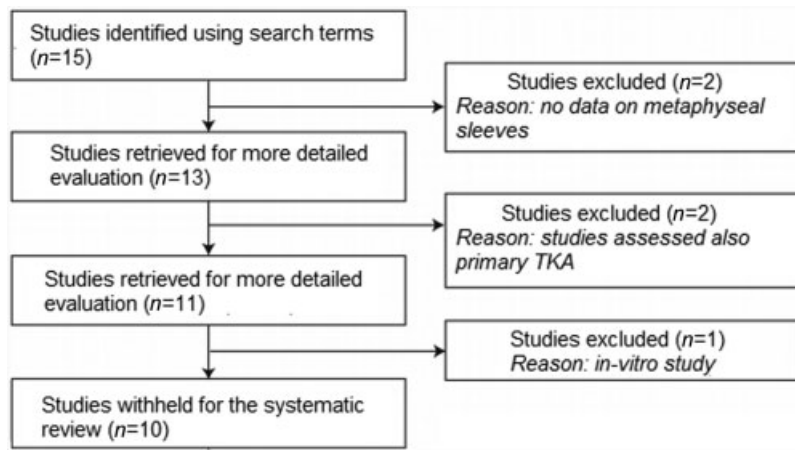 Studies identified using search terms
(n=15)
Studies excluded (n=2)
Reason: no data on metaphyseal
sleeves
Studies retrieved for more detailed
evaluation (n=13)
Studies excluded (n=2)
Reason: studies assessed also
primary TKA
Studies retrieved for more detailed
evaluation (n=11)
Studies excluded (n=1)
Reason: in-vitro study
Studies withheld for the systematic
review (n=10)